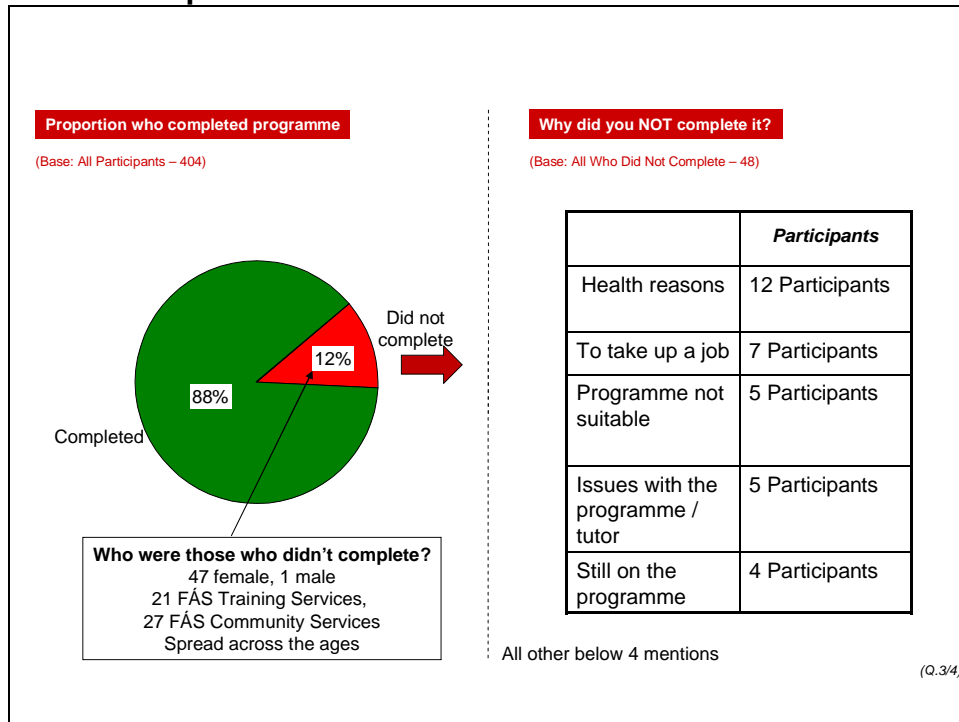 Proportion who completed programme
(Base: All Participants – 404)
88%
12%
Completed
Did not
complete
Who were those who didn't complete?
47 female, 1 male
21 FÁS Training Services,
27 FÁS Community Services
Spread across the ages
Why did you NOT complete it?
(Base: All Who Did Not Complete – 48)
Participants
Health reasons 12 Participants
To take up a job 7 Participants
Programme not 5 Participants
suitable
Issues with the 5 Participants
programme /
tutor
Still on the 4 Participants
programme
All other below 4 mentions
(Q.3/4)